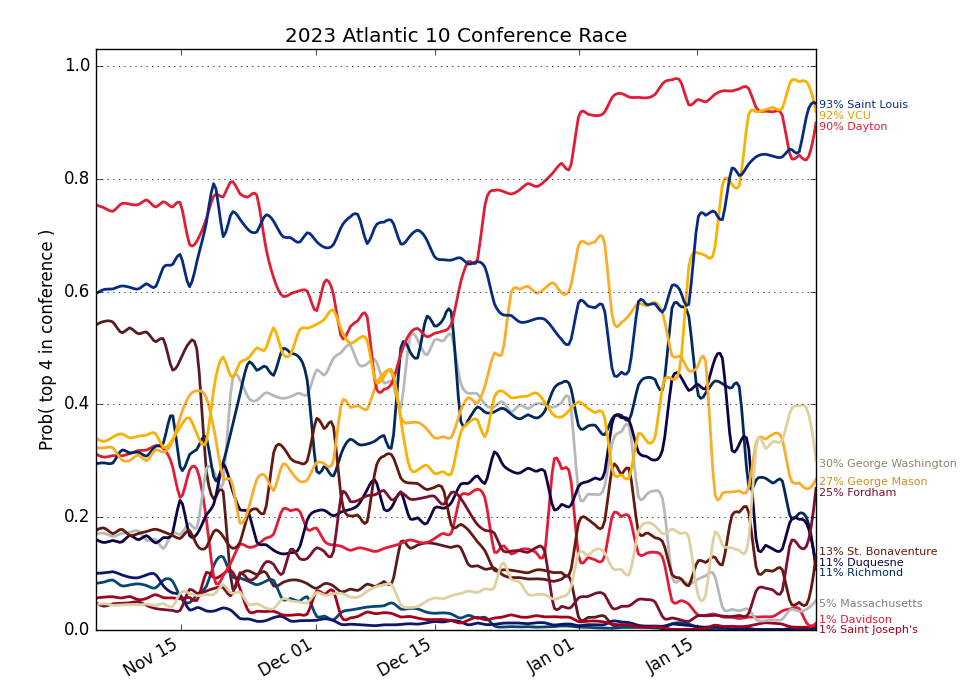 2023 Atlantic 10 Conference Race
Prob( top 4 in conference )
1.0
0.8
0.6
0.4
0.2
0.0
Nov 15
Dec 01
Dec 15
Jan 01
Jan 15
93% Saint Louis
92% VCU
90% Dayton
30% George Washington
27% George Mason
25% Fordham
13% St. Bonaventure
11% Duquesne
11% Richmond
5% Massachusetts
1% Davidson
1% Saint Joseph's